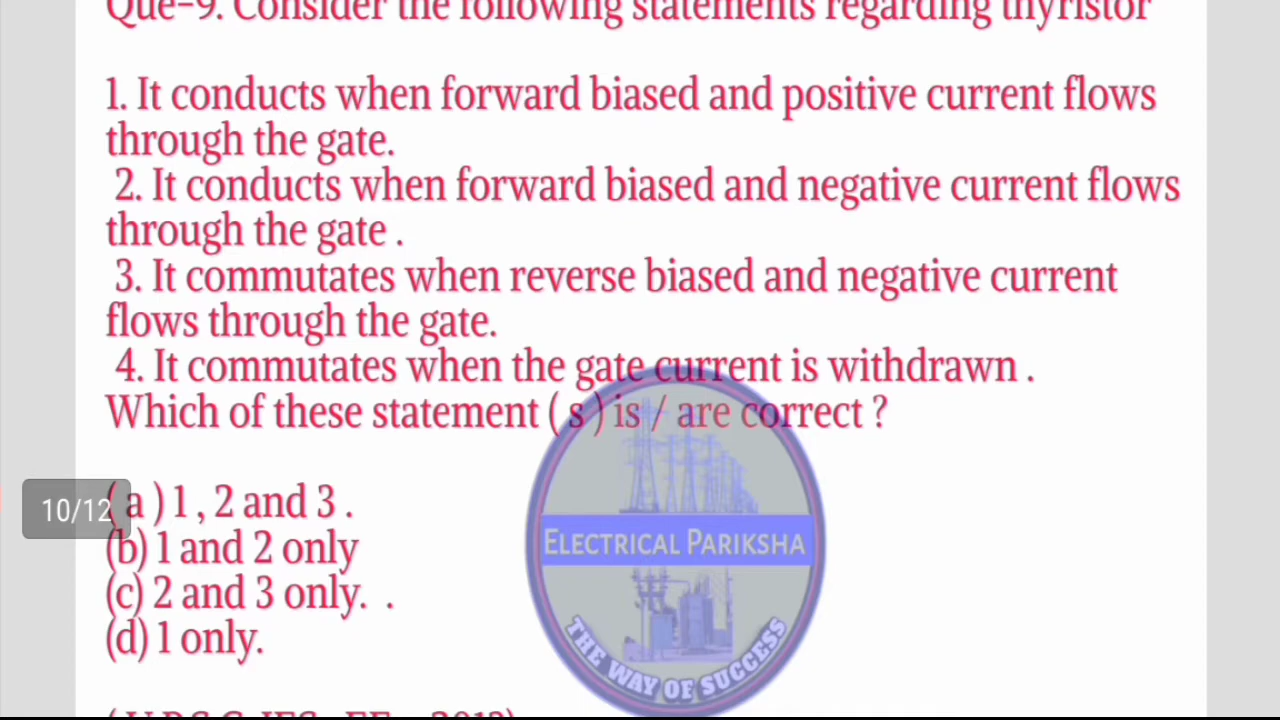 Que-9. Consider the following statements regarding thyristor
1. It conducts when forward biased and positive current flows
through the gate.
2. It conducts when forward biased and negative current flows
through the gate .
3. It commutates when reverse biased and negative current
flows through the gate.
4. It commutates when the gate current is withdrawn .
Which of these statement ( s ) is / are correct ?
10/12
( a ) 1 , 2 and 3 .
(b) 1 and 2 only
(c) 2 and 3 only. .
(d) 1 only.
ELECTRICAL PARIKSHA
THE WAY OF SUCCESS